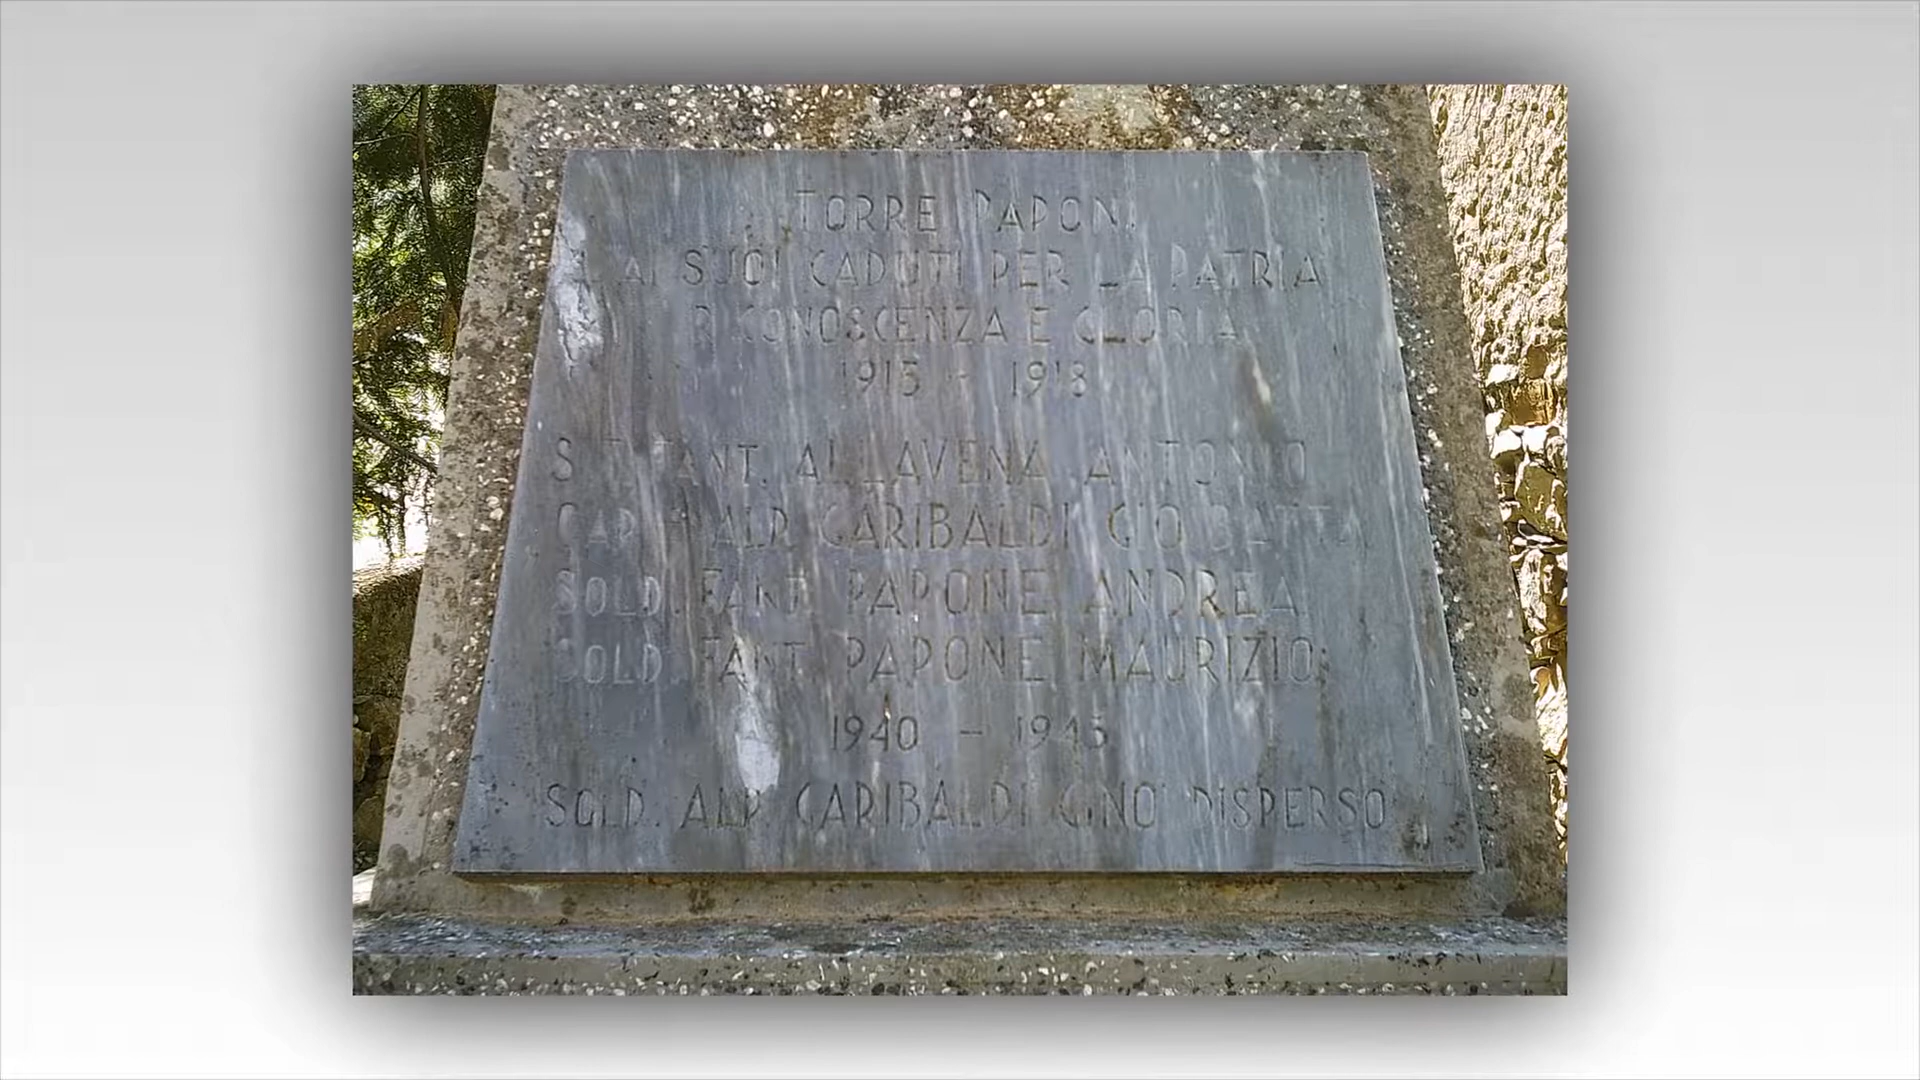 TORRE PAPONI
AI SUOI CADUTI PER LA PATRIA
RICONOSCENZA E GLORIA
1915 - 1918
FANT. ALLAVENA ANTONIO
ALP. GARIBALDI GIO BATTA
SOLD. FANT. PAPONE ANDREA
SOLD. FANT. PAPONE MAURIZIO
1940 - 1945
SOLD. ALP. GARIBALDI GINO DISPERSO